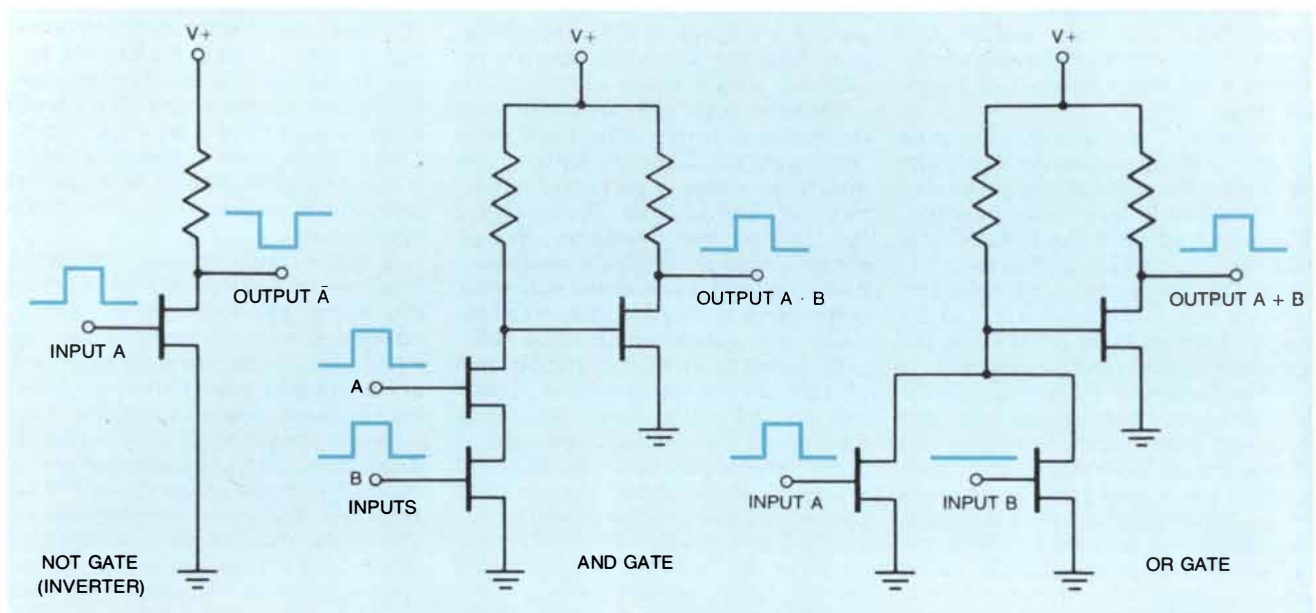 V+
OUTPUT Ā
INPUT A
NOT GATE
(INVERTER)
V+
OUTPUT A · B
A
B
INPUTS
AND GATE
V+
OUTPUT A + B
INPUT A
INPUT B
OR GATE